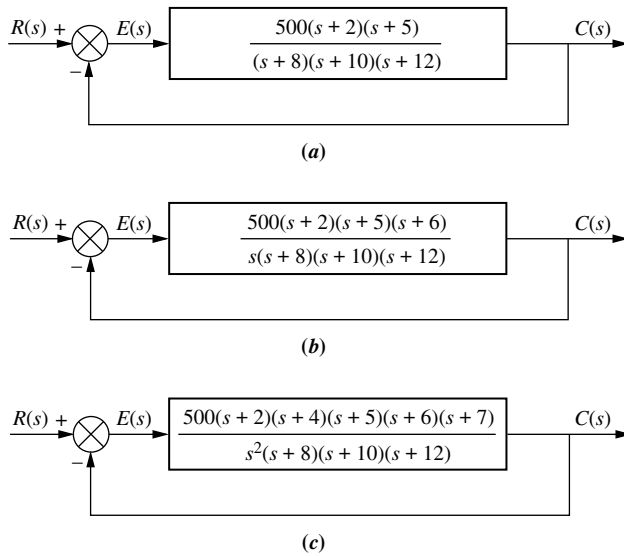 R(s) + E(s) 500(s + 2)(s + 5) C(s)
(s + 8)(s + 10)(s + 12)
−
(a)
R(s) + E(s) 500(s + 2)(s + 5)(s + 6) C(s)
s(s + 8)(s + 10)(s + 12)
−
(b)
R(s) + E(s) 500(s + 2)(s + 4)(s + 5)(s + 6)(s + 7) C(s)
s²(s + 8)(s + 10)(s + 12)
−
(c)